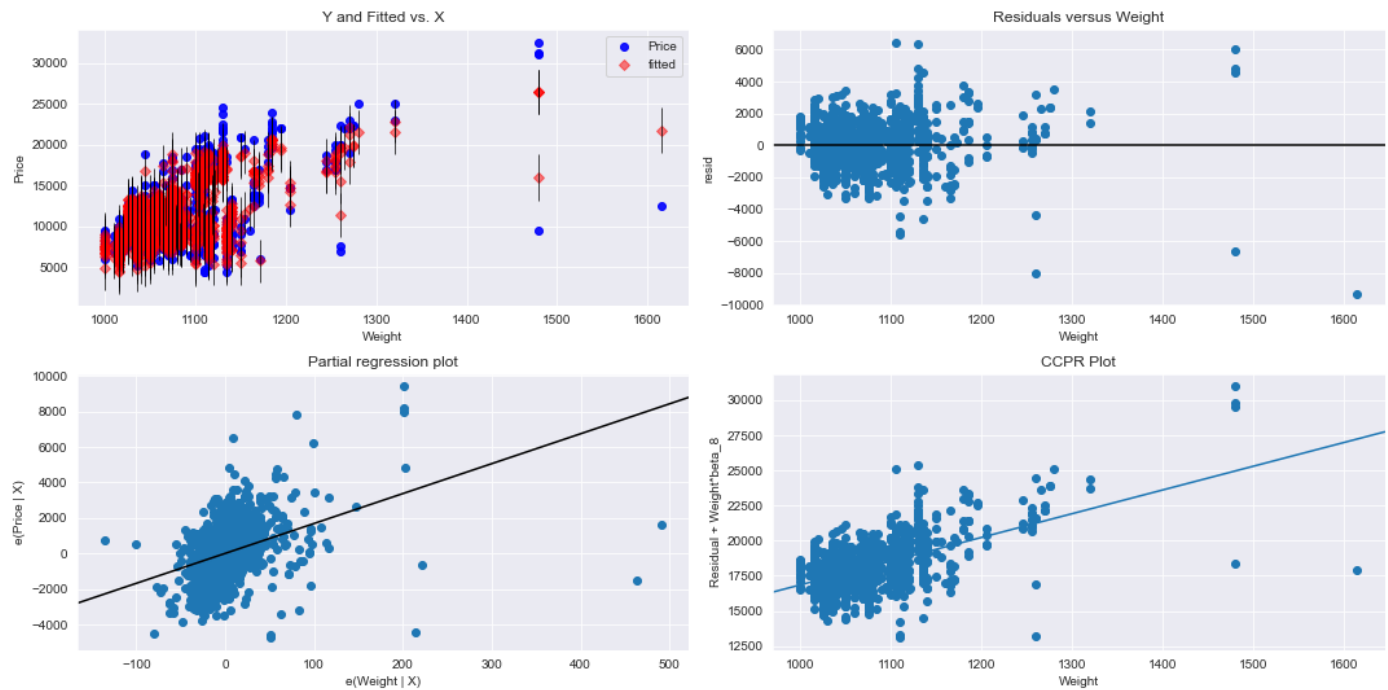 Y and Fitted vs. X
Price
30000
25000
20000
15000
10000
5000
Price
fitted
1000 1100 1200 1300 1400 1500 1600
Weight
Residuals versus Weight
resid
6000
4000
2000
0
−2000
−4000
−6000
−8000
−10000
1000 1100 1200 1300 1400 1500 1600
Weight
Partial regression plot
e(Price | X)
10000
8000
6000
4000
2000
0
−2000
−4000
−100 0 100 200 300 400 500
e(Weight | X)
CCPR Plot
Residual + Weight*beta_8
30000
27500
25000
22500
20000
17500
15000
12500
1000 1100 1200 1300 1400 1500 1600
Weight